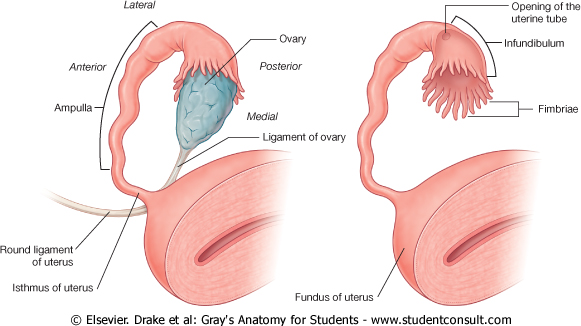 Lateral
Ovary
Anterior
Posterior
Ampulla
Medial
Ligament of ovary
Round ligament
of uterus
Isthmus of uterus
Opening of the
uterine tube
Infundibulum
Fimbriae
Fundus of uterus
© Elsevier. Drake et al: Gray's Anatomy for Students - www.studentconsult.com